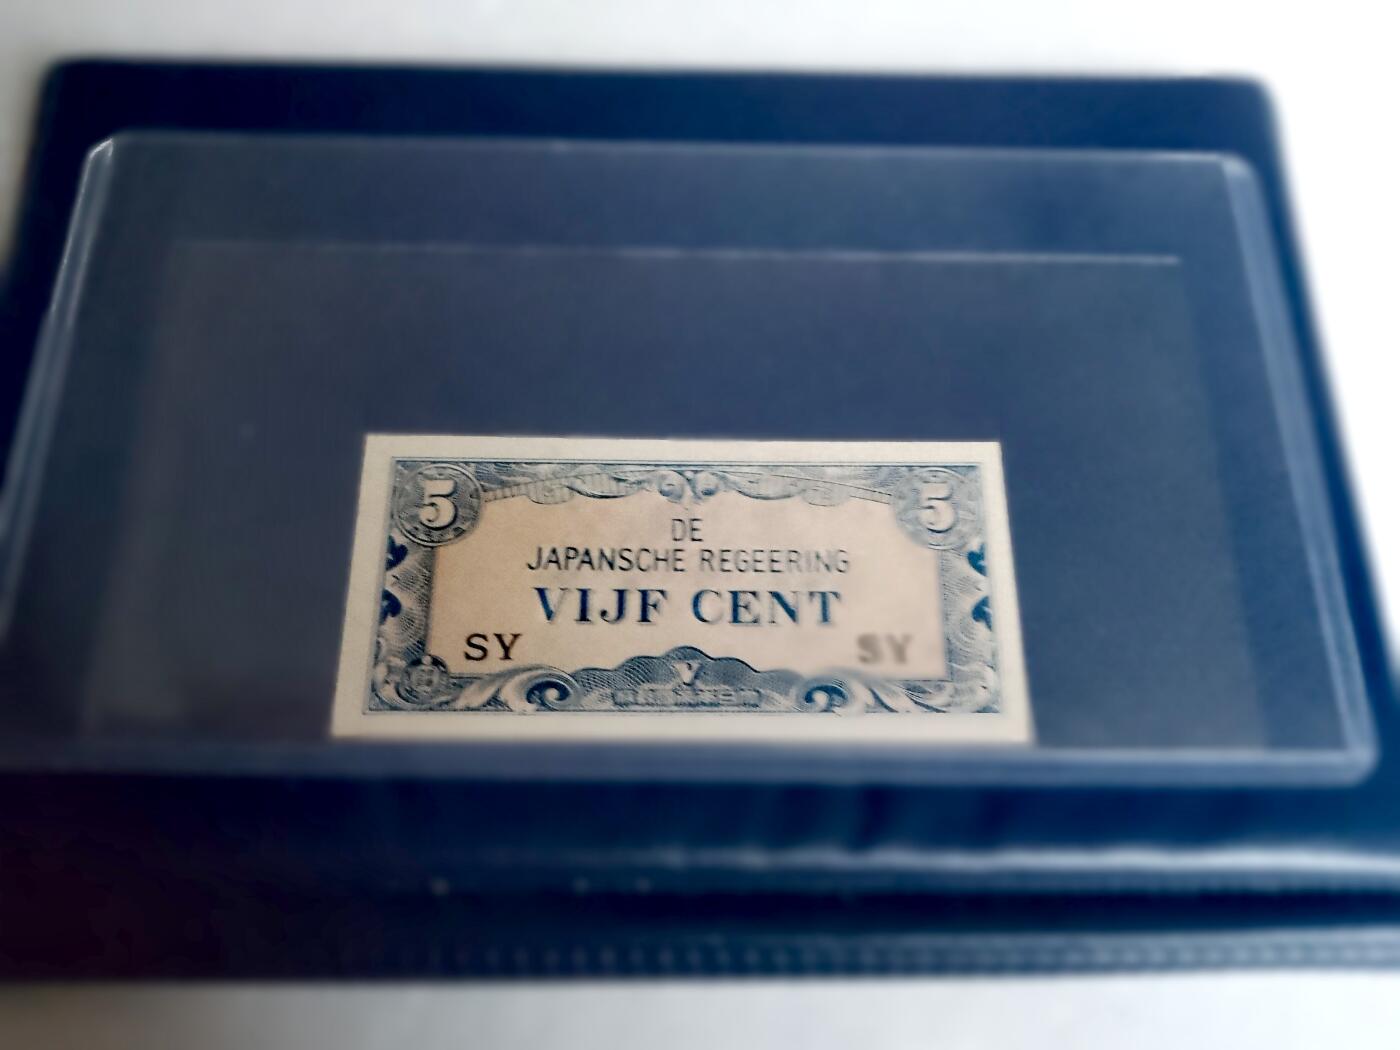 5 5
DE
JAPANSCHE REGEERING
VIJF CENT
SY SY
V